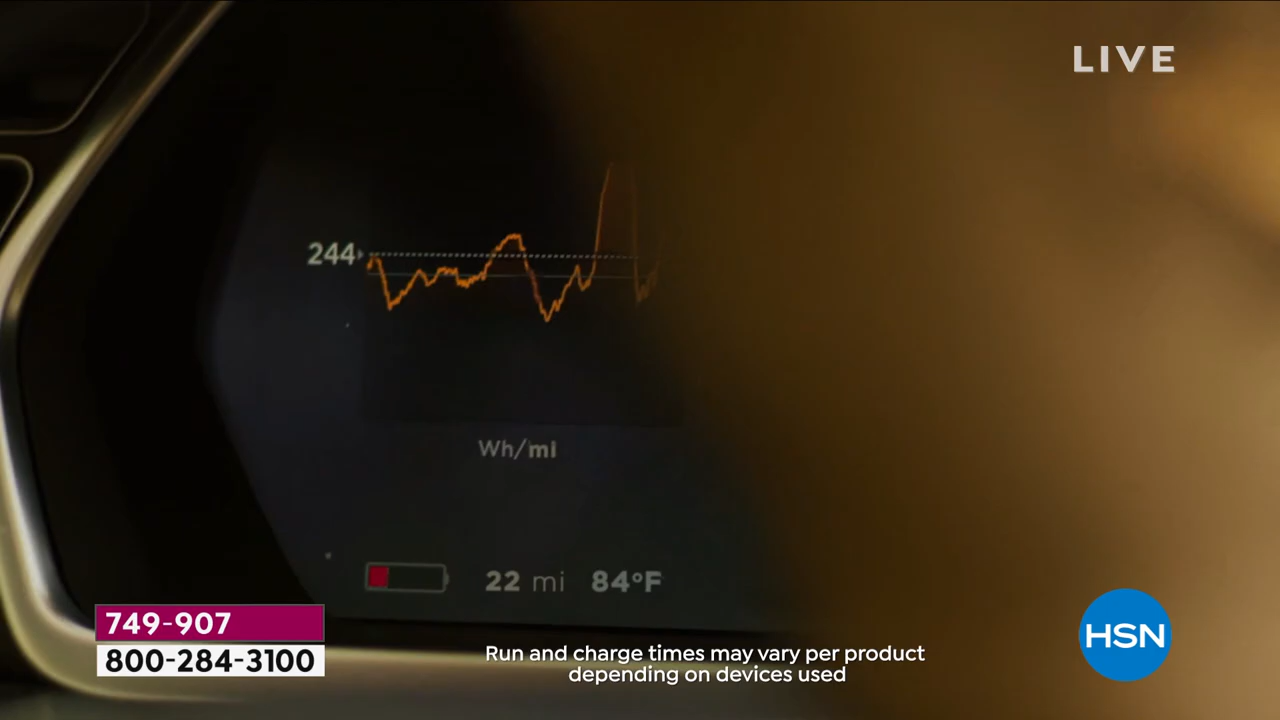 LIVE
244
Wh/mi
22 mi 84°F
749-907
800-284-3100
Run and charge times may vary per product
depending on devices used
HSN